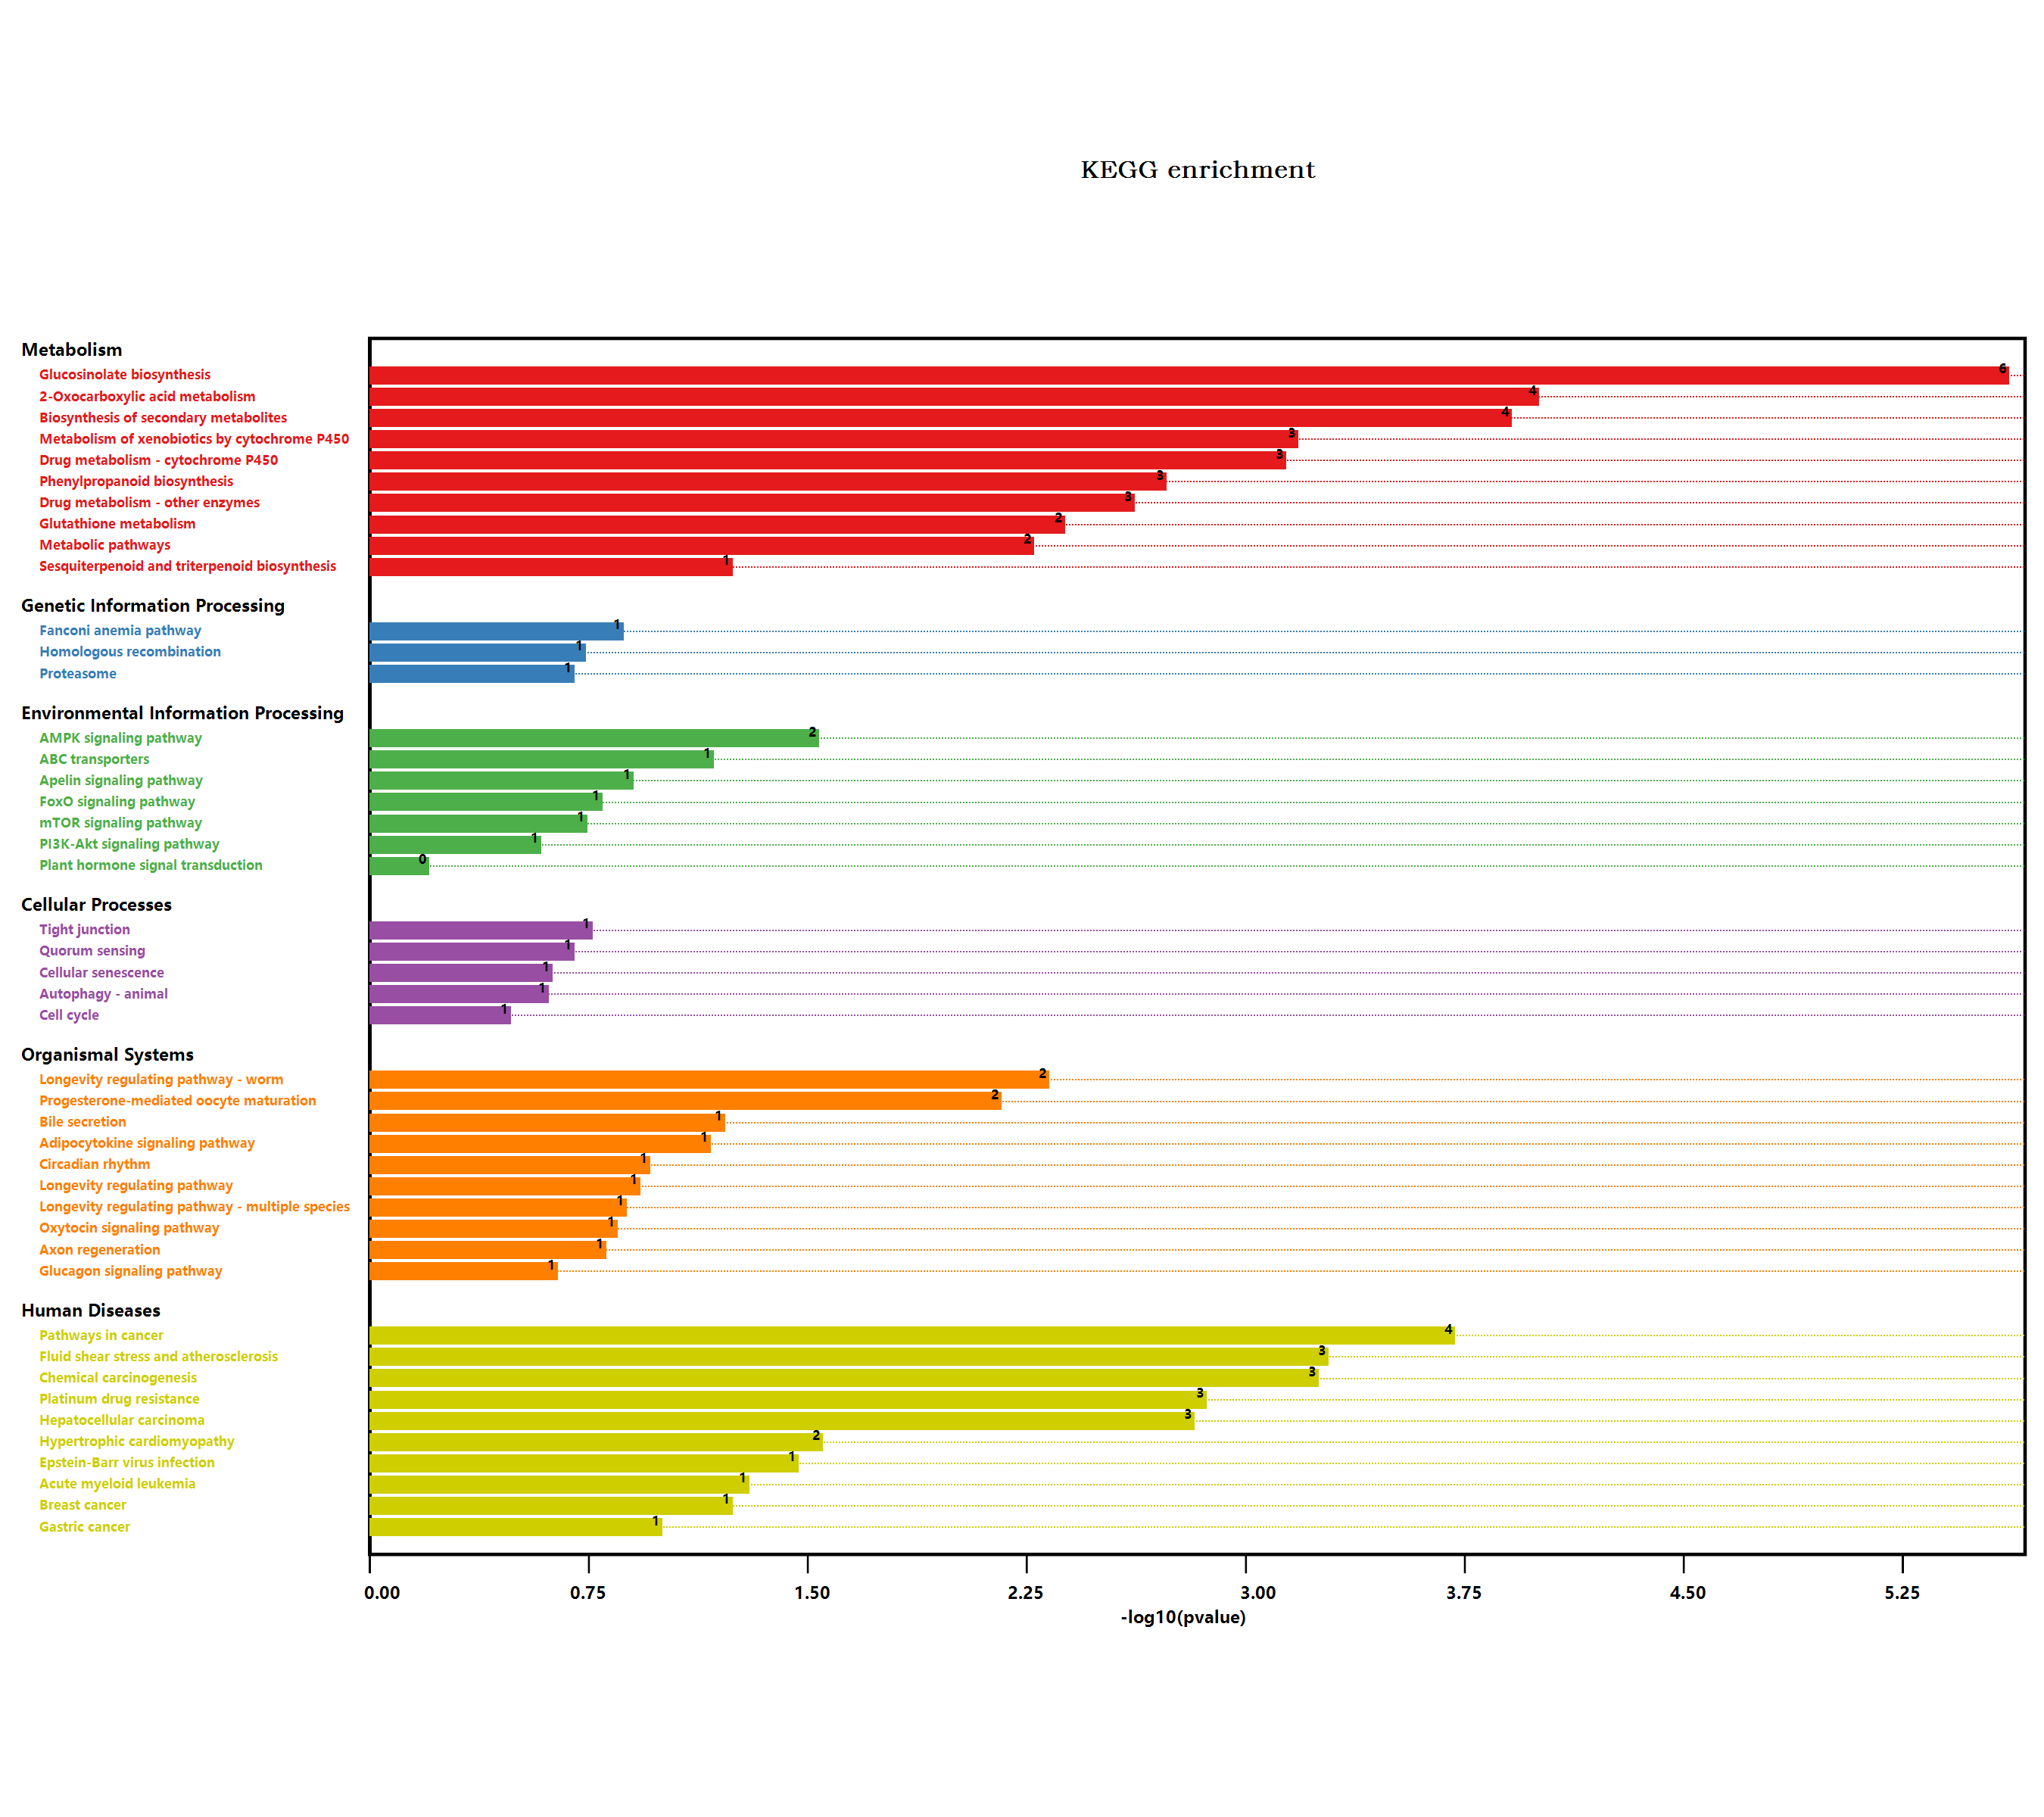 KEGG enrichment
Metabolism
Glucosinolate biosynthesis 6
2-Oxocarboxylic acid metabolism 4
Biosynthesis of secondary metabolites 4
Metabolism of xenobiotics by cytochrome P450 3
Drug metabolism - cytochrome P450 3
Phenylpropanoid biosynthesis 3
Drug metabolism - other enzymes 3
Glutathione metabolism 2
Metabolic pathways 2
Sesquiterpenoid and triterpenoid biosynthesis 1
Genetic Information Processing
Fanconi anemia pathway 1
Homologous recombination 1
Proteasome 1
Environmental Information Processing
AMPK signaling pathway 2
ABC transporters 1
Apelin signaling pathway 1
FoxO signaling pathway 1
mTOR signaling pathway 1
PI3K-Akt signaling pathway 1
Plant hormone signal transduction 0
Cellular Processes
Tight junction 1
Quorum sensing 1
Cellular senescence 1
Autophagy - animal 1
Cell cycle 1
Organismal Systems
Longevity regulating pathway - worm 2
Progesterone-mediated oocyte maturation 2
Bile secretion 1
Adipocytokine signaling pathway 1
Circadian rhythm 1
Longevity regulating pathway 1
Longevity regulating pathway - multiple species 1
Oxytocin signaling pathway 1
Axon regeneration 1
Glucagon signaling pathway 1
Human Diseases
Pathways in cancer 4
Fluid shear stress and atherosclerosis 3
Chemical carcinogenesis 3
Platinum drug resistance 3
Hepatocellular carcinoma 3
Hypertrophic cardiomyopathy 2
Epstein-Barr virus infection 1
Acute myeloid leukemia 1
Breast cancer 1
Gastric cancer 1
0.00 0.75 1.50 2.25 3.00 3.75 4.50 5.25
-log10(pvalue)